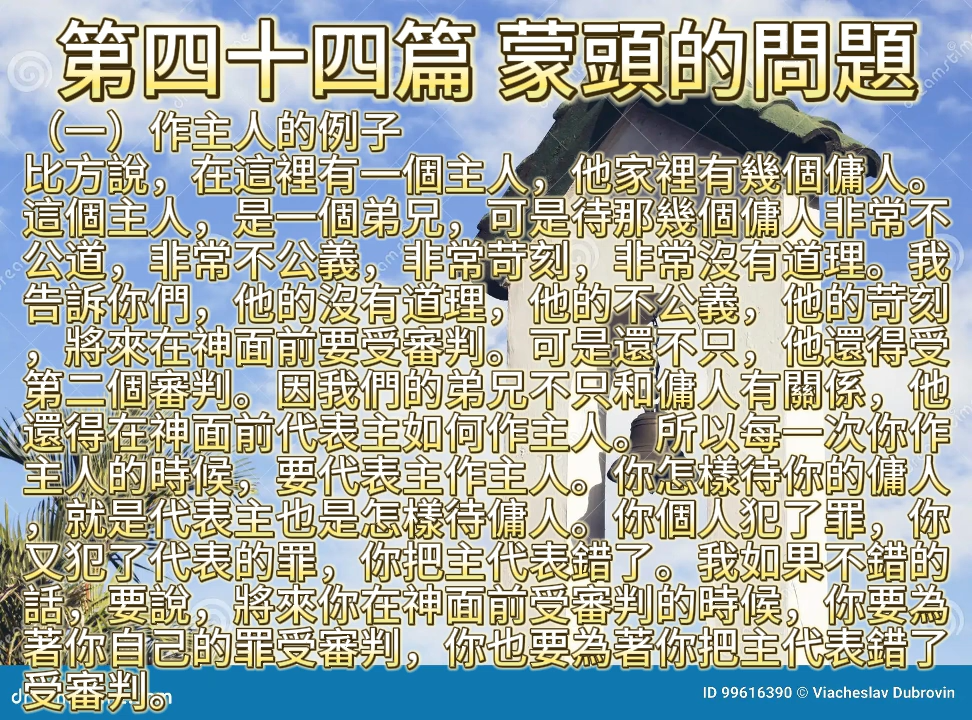 第四十四篇 蒙頭的問題
（一）作主人的例子
比方說，在這裡有一個主人，他家裡有幾個傭人。
這個主人，是一個弟兄，可是待那幾個傭人非常不
公道，非常不公義，非常苛刻，非常沒有道理。我
告訴你們，他的沒有道理，他的不公義，他的苛刻
，將來在神面前要受審判。可是還不只，他還得受
第二個審判。因我們的弟兄不只和傭人有關係，他
還得在神面前代表主如何作主人。所以每一次你作
主人的時候，要代表主作主人。你怎樣待你的傭人
，就是代表主也是怎樣待傭人。你個人犯了罪，你
又犯了代表的罪，你把主代表錯了。我如果不錯的
話，要說，將來你在神面前受審判的時候，你要為
著你自己的罪受審判，你也要為著你把主代表錯了
受審判。
ID 99616390 © Viacheslav Dubrovin